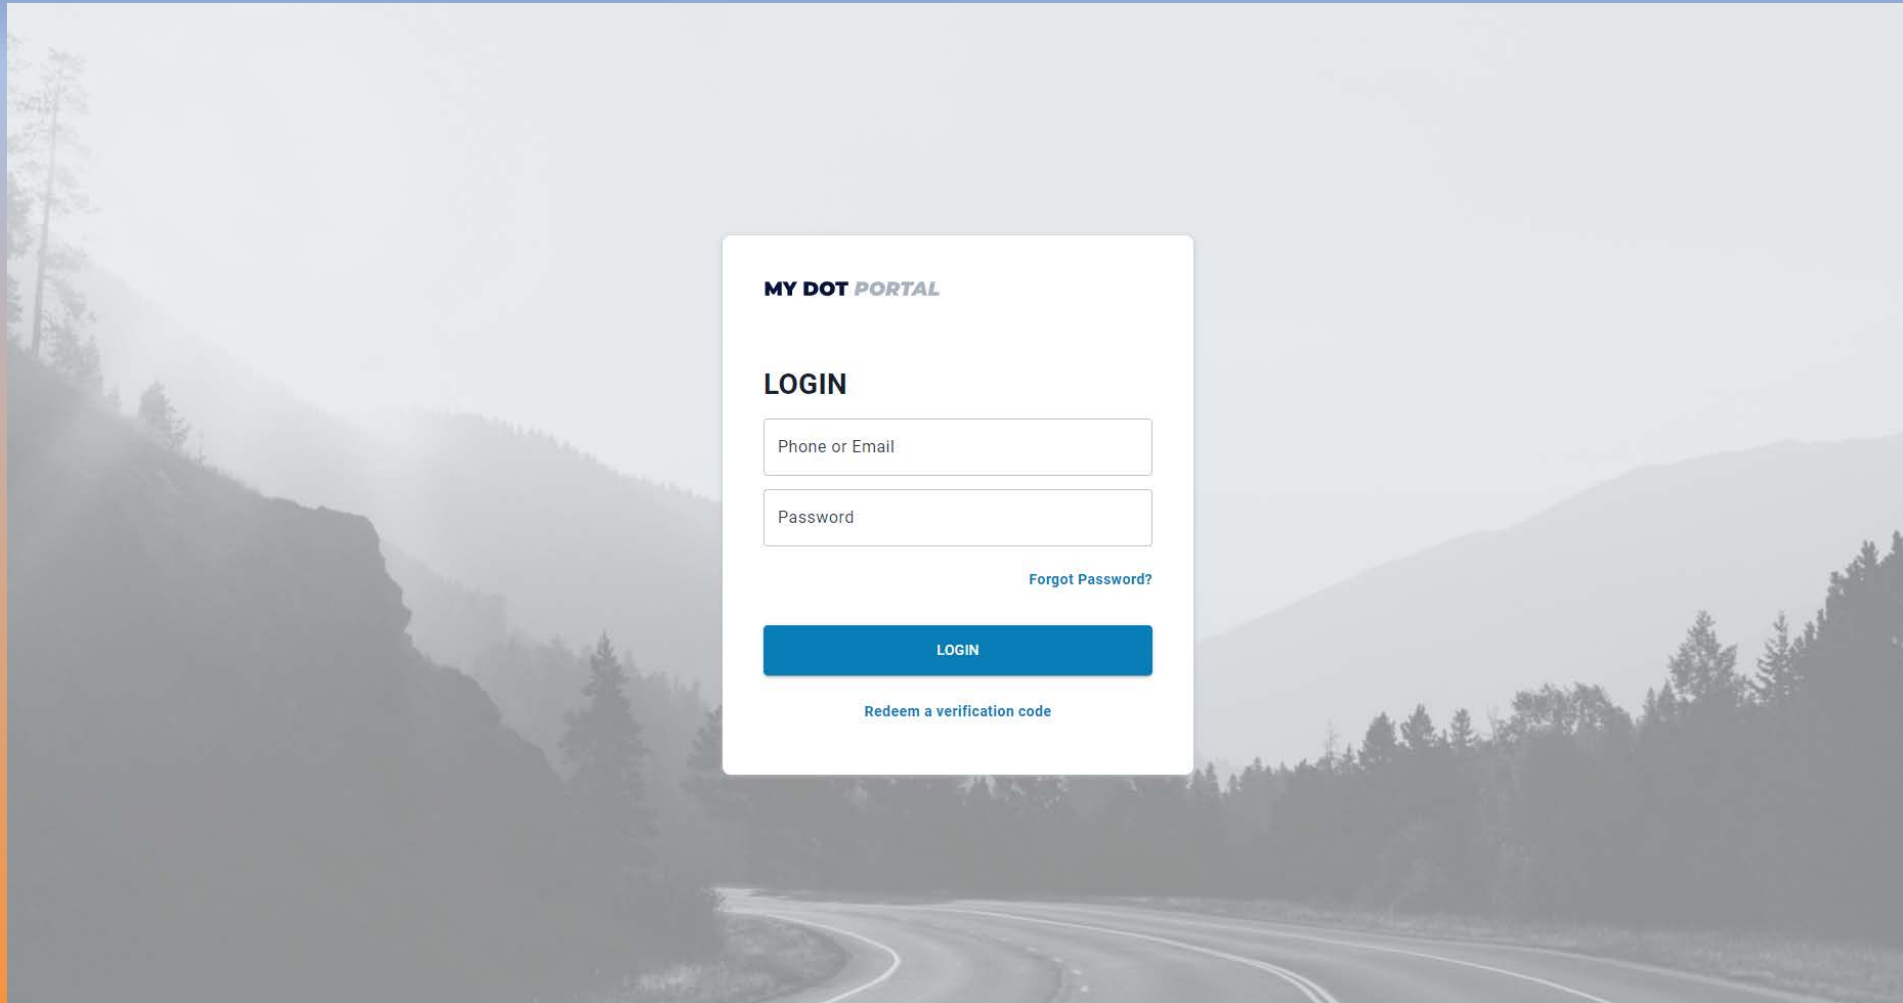 MY DOT PORTAL
LOGIN
Phone or Email
Password
Forgot Password?
LOGIN
Redeem a verification code